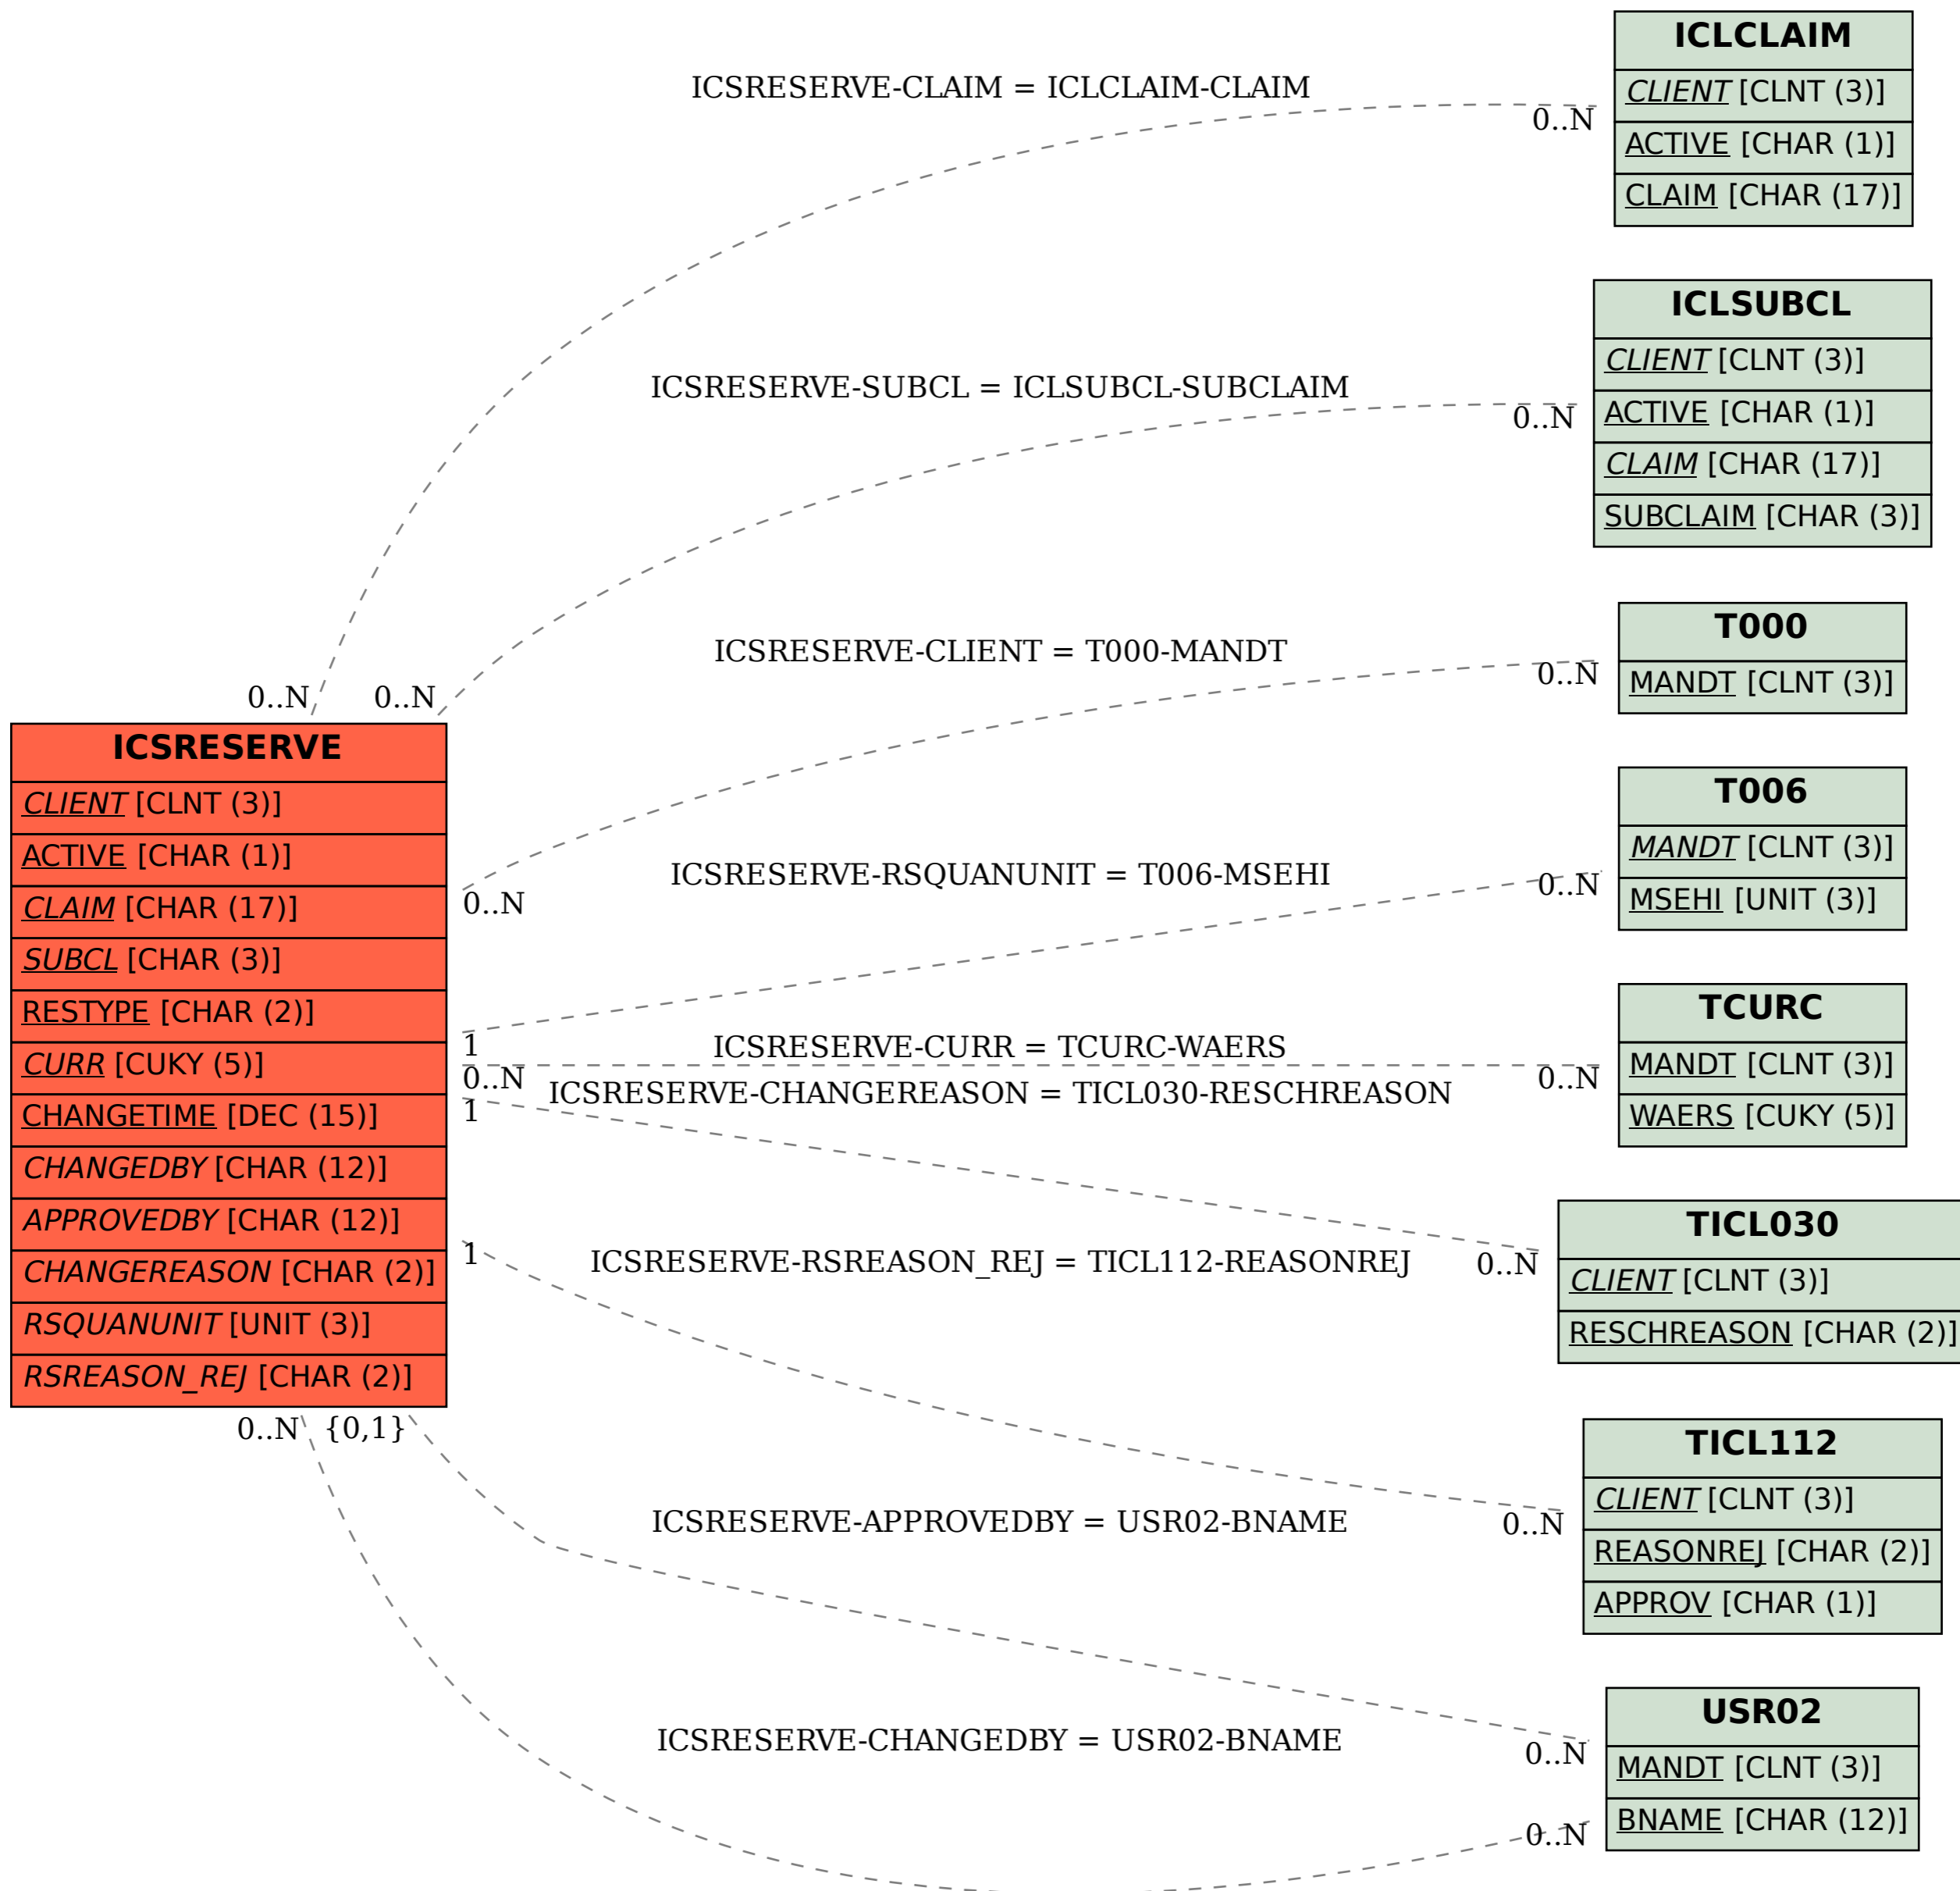 ICLCLAIM
CLIENT [CLNT (3)]
ACTIVE [CHAR (1)]
CLAIM [CHAR (17)]
ICSRESERVE-CLAIM = ICLCLAIM-CLAIM
0..N
ICLSUBCL
CLIENT [CLNT (3)]
ACTIVE [CHAR (1)]
CLAIM [CHAR (17)]
SUBCLAIM [CHAR (3)]
ICSRESERVE-SUBCL = ICLSUBCL-SUBCLAIM
0..N
T000
MANDT [CLNT (3)]
ICSRESERVE-CLIENT = T000-MANDT
0..N
0..N
0..N
ICSRESERVE
CLIENT [CLNT (3)]
ACTIVE [CHAR (1)]
CLAIM [CHAR (17)]
SUBCL [CHAR (3)]
RESTYPE [CHAR (2)]
CURR [CUKY (5)]
CHANGETIME [DEC (15)]
CHANGEDBY [CHAR (12)]
APPROVEDBY [CHAR (12)]
CHANGEREASON [CHAR (2)]
RSQUANUNIT [UNIT (3)]
RSREASON_REJ [CHAR (2)]
0..N
T006
MANDT [CLNT (3)]
MSEHI [UNIT (3)]
ICSRESERVE-RSQUANUNIT = T006-MSEHI
0..N
1
TCURC
MANDT [CLNT (3)]
WAERS [CUKY (5)]
ICSRESERVE-CURR = TCURC-WAERS
0..N
0..N
ICSRESERVE-CHANGEREASON = TICL030-RESCHREASON
1
TICL030
CLIENT [CLNT (3)]
RESCHREASON [CHAR (2)]
0..N
1
ICSRESERVE-RSREASON_REJ = TICL112-REASONREJ
TICL112
CLIENT [CLNT (3)]
REASONREJ [CHAR (2)]
APPROV [CHAR (1)]
0..N
0..N
{0,1}
ICSRESERVE-APPROVEDBY = USR02-BNAME
USR02
MANDT [CLNT (3)]
BNAME [CHAR (12)]
0..N
ICSRESERVE-CHANGEDBY = USR02-BNAME
0..N